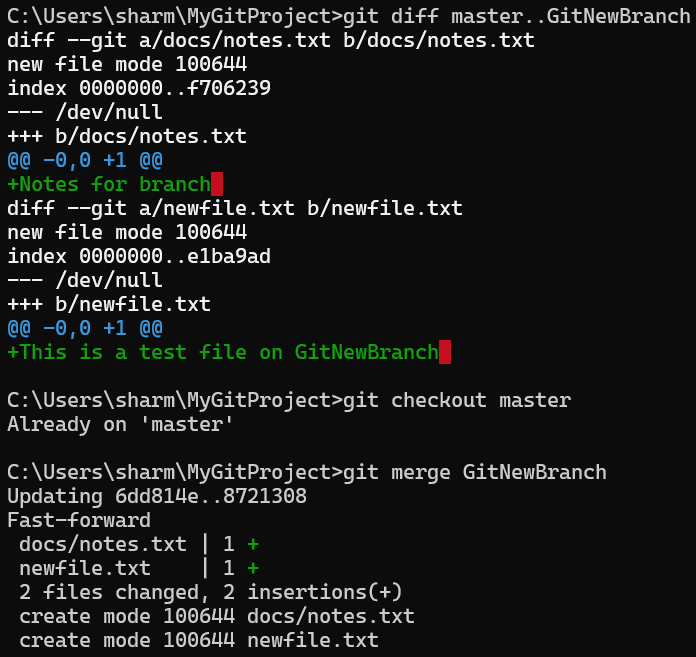 C:\Users\sharm\MyGitProject>git diff master..GitNewBranch
diff --git a/docs/notes.txt b/docs/notes.txt
new file mode 100644
index 0000000..f706239
--- /dev/null
+++ b/docs/notes.txt
@@ -0,0 +1 @@
+Notes for branch
diff --git a/newfile.txt b/newfile.txt
new file mode 100644
index 0000000..e1ba9ad
--- /dev/null
+++ b/newfile.txt
@@ -0,0 +1 @@
+This is a test file on GitNewBranch

C:\Users\sharm\MyGitProject>git checkout master
Already on 'master'

C:\Users\sharm\MyGitProject>git merge GitNewBranch
Updating 6dd814e..8721308
Fast-forward
 docs/notes.txt | 1 +
 newfile.txt    | 1 +
 2 files changed, 2 insertions(+)
 create mode 100644 docs/notes.txt
 create mode 100644 newfile.txt